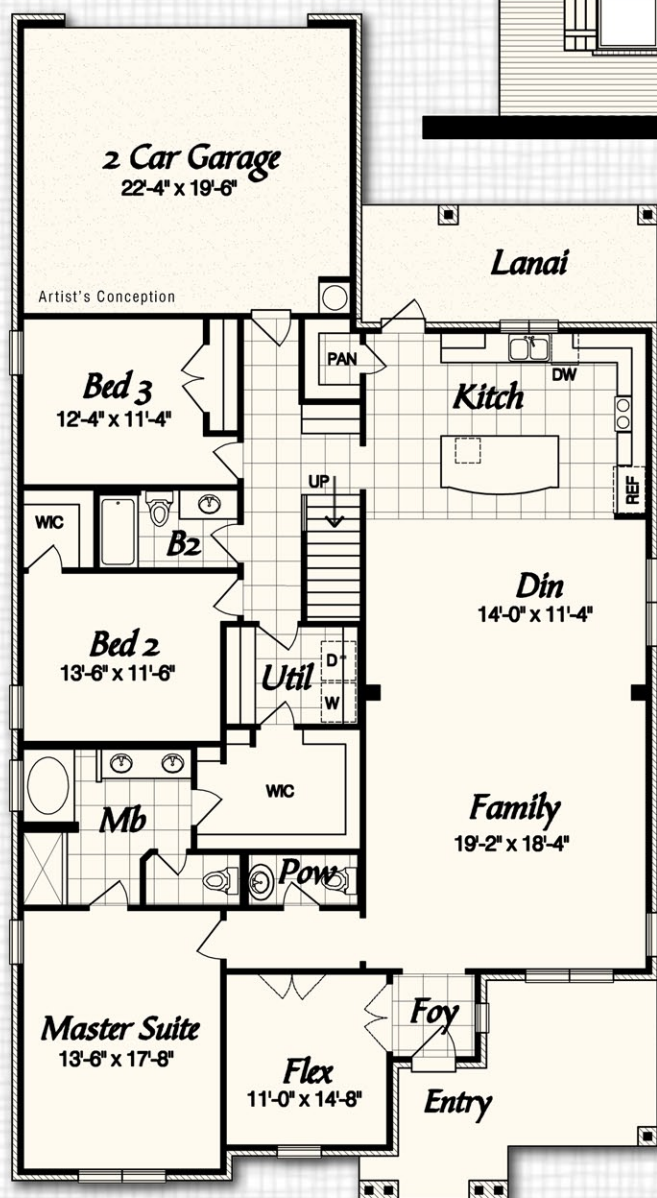 2 Car Garage
22'-4" x 19'-6"
Artist's Conception
Lanai
PAN
DW
Kitch
REF
Bed 3
12'-4" x 11'-4"
UP
WIC
B2
Din
14'-0" x 11'-4"
Bed 2
13'-6" x 11'-6"
Util
D
W
WIC
Mb
Family
19'-2" x 18'-4"
Pow
Master Suite
13'-6" x 17'-8"
Foy
Flex
11'-0" x 14'-8"
Entry